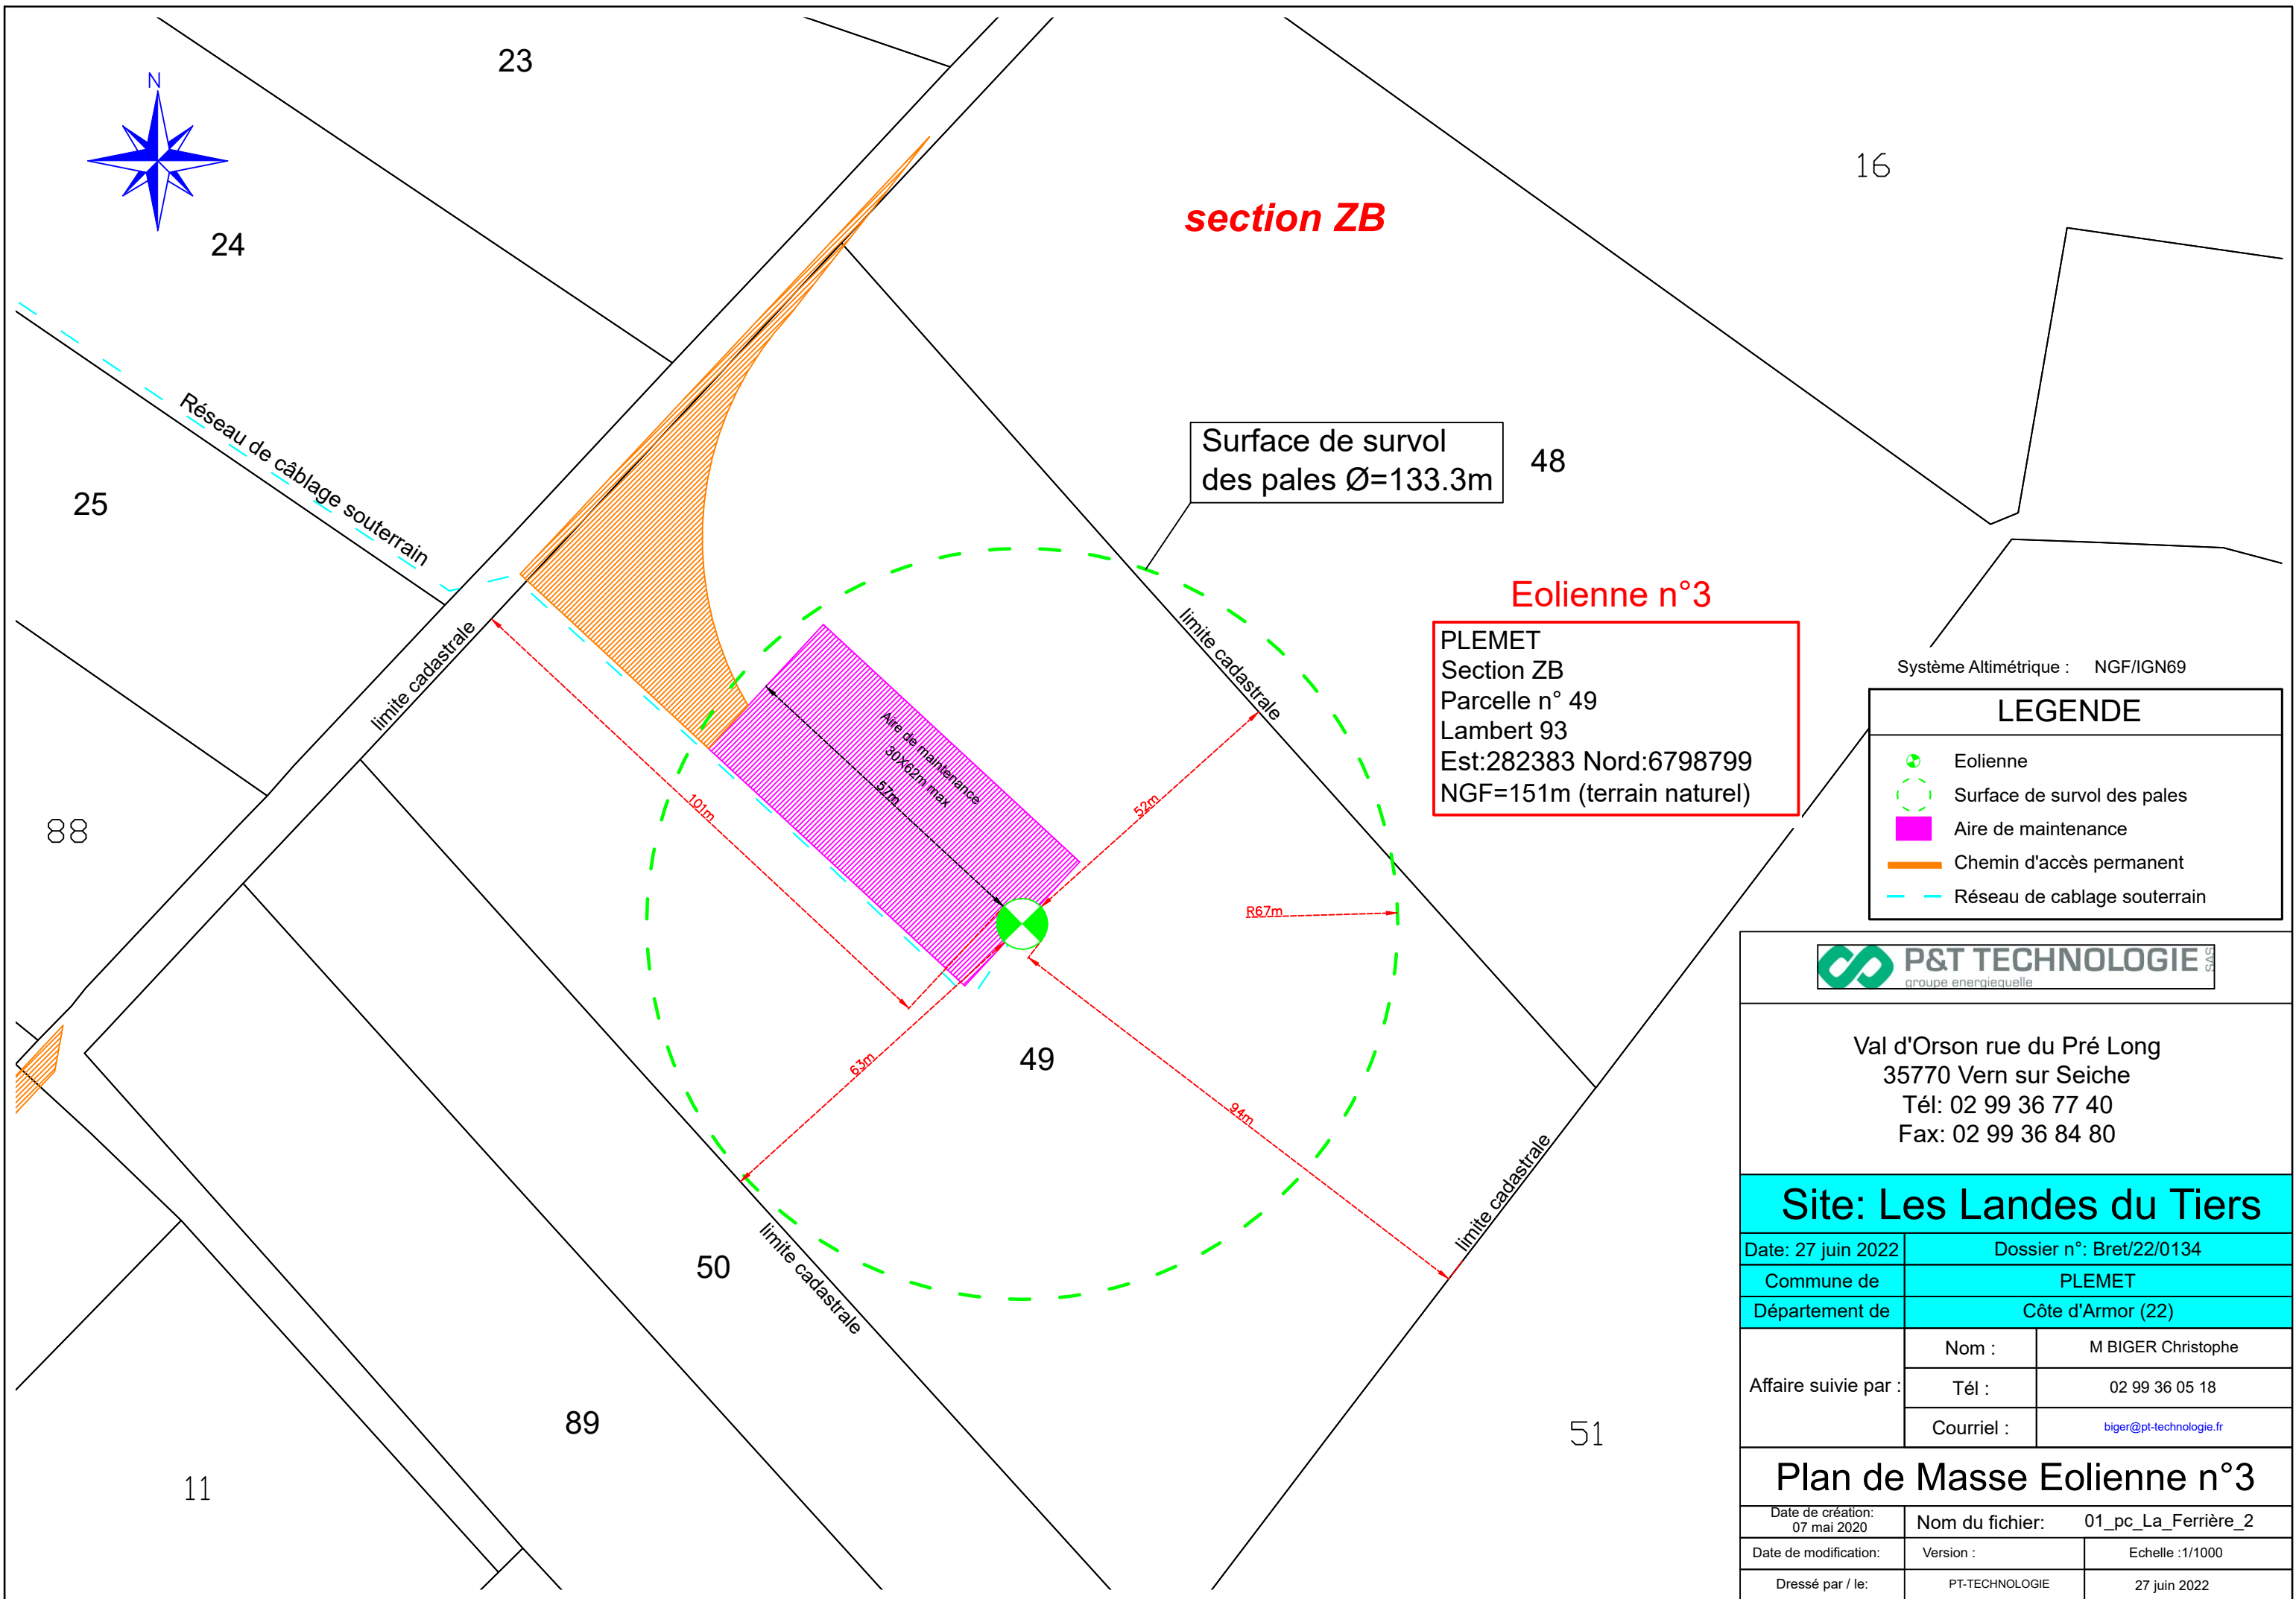 23
N
24
section ZB
16
Réseau de câblage souterrain
25
Surface de survol
des pales Ø=133.3m
48
limite cadastrale
limite cadastrale
Eolienne n°3
PLEMET
Section ZB
Parcelle n° 49
Lambert 93
Est:282383 Nord:6798799
NGF=151m (terrain naturel)
Aire de maintenance
30X62m max
57m
101m
52m
R67m
88
63m
49
94m
limite cadastrale
50
limite cadastrale
89
51
11
Système Altimétrique : NGF/IGN69
LEGENDE
Eolienne
Surface de survol des pales
Aire de maintenance
Chemin d'accès permanent
Réseau de cablage souterrain
P&T TECHNOLOGIE SAS
groupe energiequelle
Val d'Orson rue du Pré Long
35770 Vern sur Seiche
Tél: 02 99 36 77 40
Fax: 02 99 36 84 80
Site: Les Landes du Tiers
Date: 27 juin 2022 Dossier n°: Bret/22/0134
Commune de PLEMET
Département de Côte d'Armor (22)
Affaire suivie par :
Nom : M BIGER Christophe
Tél : 02 99 36 05 18
Courriel : biger@pt-technologie.fr
Plan de Masse Eolienne n°3
Date de création:
07 mai 2020
Nom du fichier: 01_pc_La_Ferrière_2
Date de modification: Version : Echelle :1/1000
Dressé par / le: PT-TECHNOLOGIE 27 juin 2022